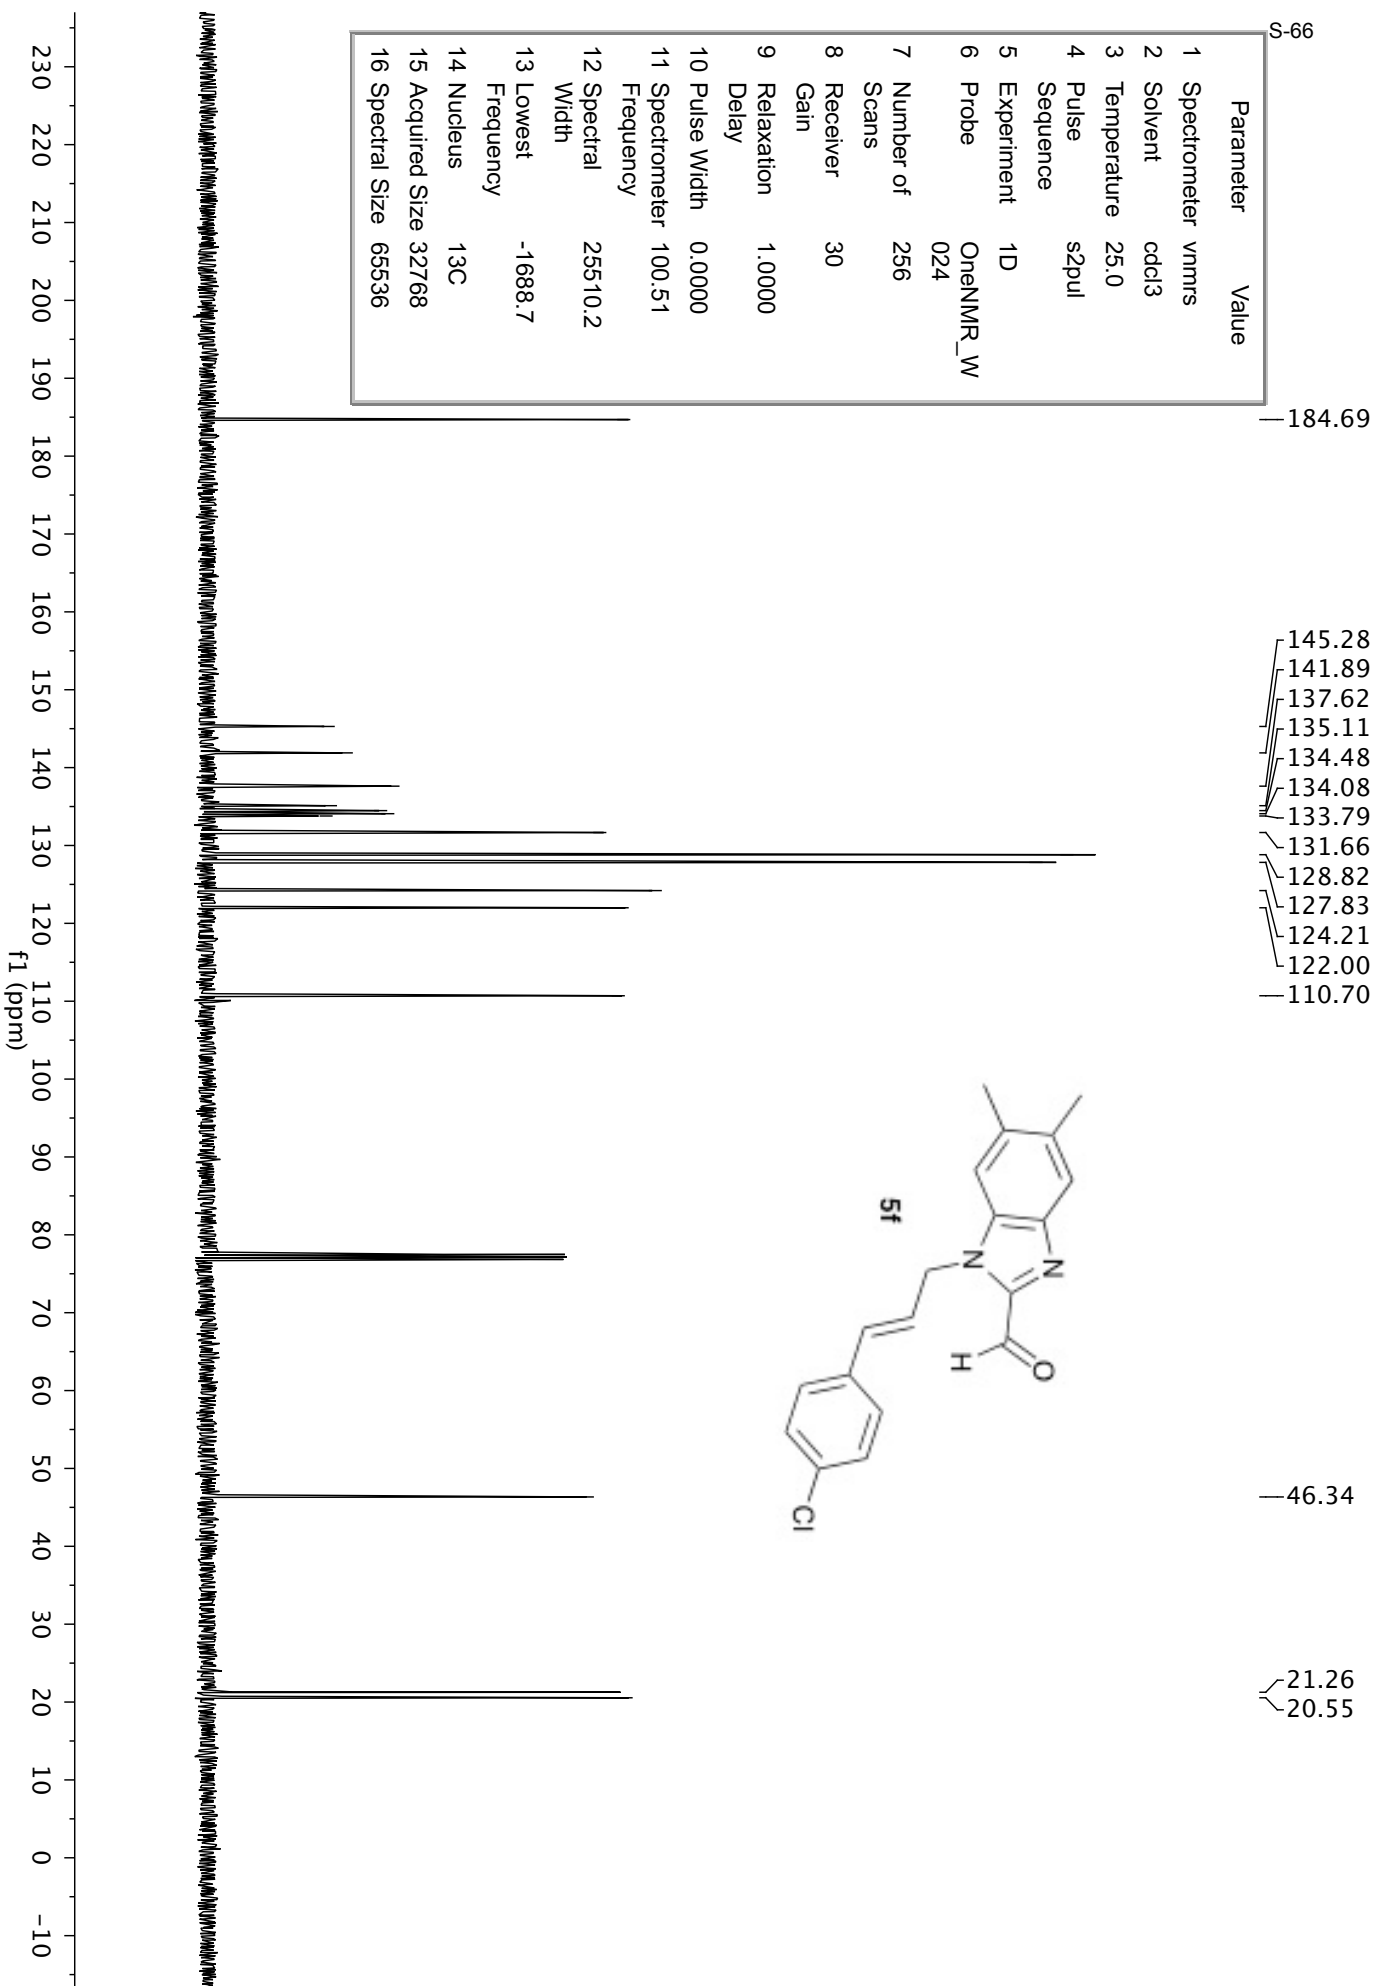 S-66
Parameter Value
1 Spectrometer vnmrs
2 Solvent cdcl3
3 Temperature 25.0
4 Pulse s2pul
Sequence
5 Experiment 1D
6 Probe OneNMR_W
024
7 Number of 256
Scans
8 Receiver 30
Gain
9 Relaxation 1.0000
Delay
10 Pulse Width 0.0000
11 Spectrometer 100.51
Frequency
12 Spectral 25510.2
Width
13 Lowest -1688.7
Frequency
14 Nucleus 13C
15 Acquired Size 32768
16 Spectral Size 65536
184.69
145.28
141.89
137.62
135.11
134.48
134.08
133.79
131.66
128.82
127.83
124.21
122.00
110.70
46.34
21.26
20.55
N
N
O
H
Cl
5f
230 220 210 200 190 180 170 160 150 140 130 120 110 100 90 80 70 60 50 40 30 20 10 0 -10
f1 (ppm)